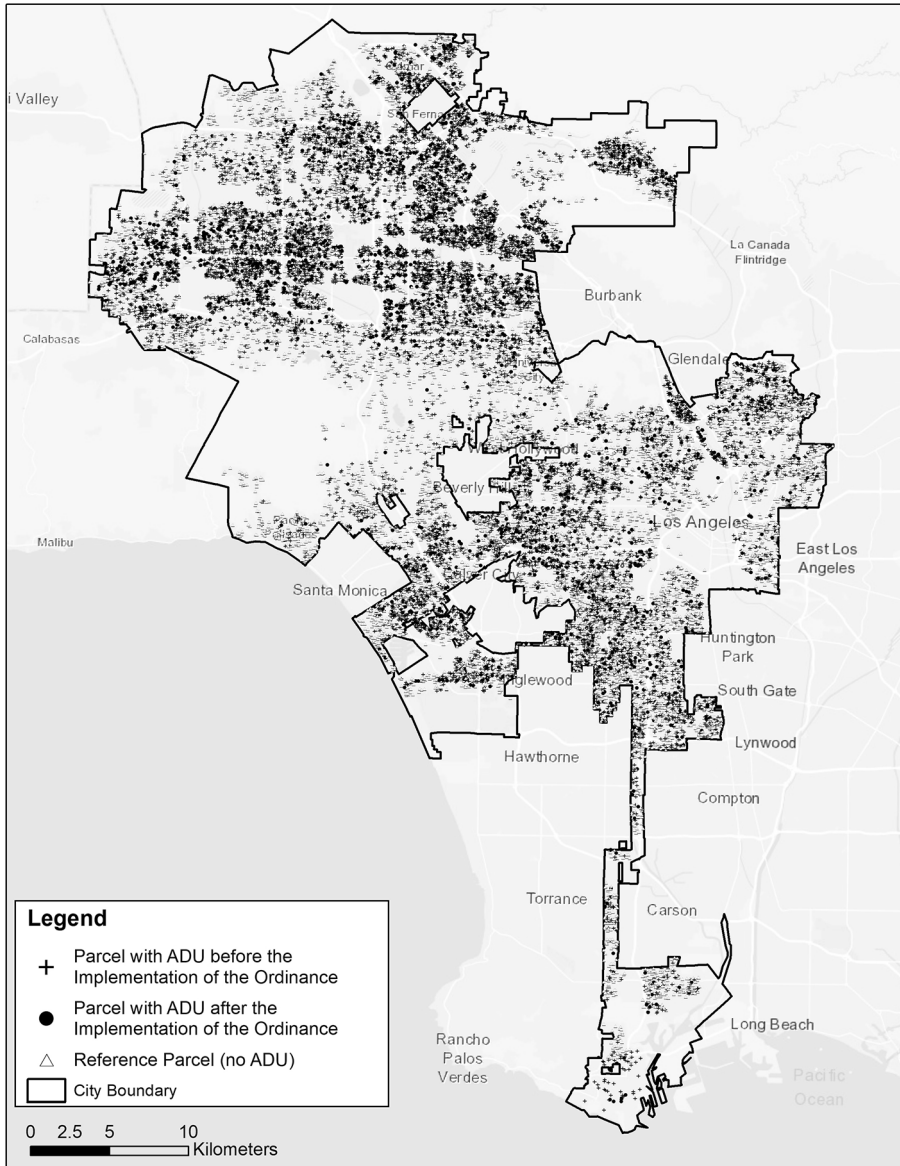 i Valley
La Canada
Flintridge
Burbank
Calabasas
Glendale
Beverly Hills
Los Angeles
Malibu
East Los
Angeles
Santa Monica
Culver City
Huntington
Park
Inglewood
South Gate
Lynwood
Hawthorne
Compton
Torrance
Carson
Long Beach
Rancho
Palos
Verdes
Pacific
Ocean
Legend
Parcel with ADU before the
Implementation of the Ordinance
Parcel with ADU after the
Implementation of the Ordinance
Reference Parcel (no ADU)
City Boundary
0 2.5 5 10
Kilometers